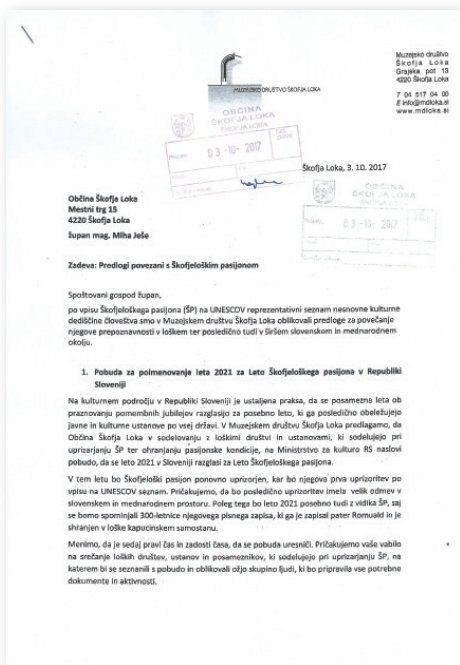 MUZEJSKO DRUŠTVO ŠKOFJA LOKA
Muzejsko društvo
Škofja Loka
Grajska pot 13
4220 Škofja Loka
T 04 517 04 00
E info@mdloka.si
www.mdloka.si
OBČINA
ŠKOFJA LOKA
ŠKOFJA LOKA
03-10-2017
Škofja Loka, 3. 10. 2017
OBČINA
ŠKOFJA LOKA
03-10-2017
Občina Škofja Loka
Mestni trg 15
4220 Škofja Loka
župan mag. Miha Ješe
Zadeva: Predlogi povezani s Škofjeloškim pasijonom
Spoštovani gospod župan,
po vpisu Škofjeloškega pasijona (ŠP) na UNESCOV reprezentativni seznam nesnovne kulturne
dediščine človeštva smo v Muzejskem društvu Škofja Loka oblikovali predloge za povečanje
njegove prepoznavnosti v loškem ter posledično tudi v širšem slovenskem in mednarodnem
okolju.
1. Pobuda za poimenovanje leta 2021 za Leto Škofjeloškega pasijona v Republiki
Sloveniji
Na kulturnem področju v Republiki Sloveniji je ustaljena praksa, da se posamezna leta ob
praznovanju pomembnih jubilejev razglasijo za posebno leto, ki ga posledično obeležujejo
javne in kulturne ustanove po vsej državi. V Muzejskem društvu Škofja Loka predlagamo, da
Občina Škofja Loka v sodelovanju z loškimi društvi in ustanovami, ki sodelujejo pri
uprizarjanju ŠP ter ohranjanju pasijonske kondicije, na Ministrstvo za kulturo RS naslovi
pobudo, da se leto 2021 v Sloveniji razglasi za Leto Škofjeloškega pasijona.
V tem letu bo Škofjeloški pasijon ponovno uprizorjen, kar bo njegova prva uprizoritev po
vpisu na UNESCOV seznam. Pričakujemo, da bo posledično uprizoritev imela velik odmev v
slovenskem in mednarodnem prostoru. Poleg tega bo leto 2021 posebno tudi z vidika ŠP, saj
se bomo spominjali 300-letnice njegovega pisnega zapisa, ki ga je zapisal pater Romuald in je
shranjen v loške kapucinskem samostanu.
Menimo, da je sedaj pravi čas in zadosti časa, da se pobuda uresniči. Pričakujemo vaše vabilo
na srečanje loških društev, ustanov in posameznikov, ki sodelujejo pri uprizarjanju ŠP, na
katerem bi se seznanili s pobudo in oblikovali ožjo skupino ljudi, ki bo pripravila vse potrebne
dokumente in aktivnosti.